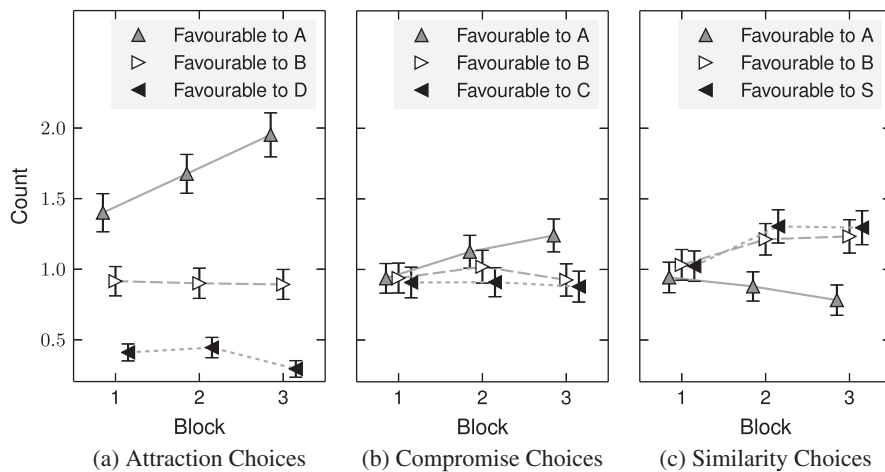 Favourable to A
Favourable to B
Favourable to D
Favourable to A
Favourable to B
Favourable to C
Favourable to A
Favourable to B
Favourable to S
Count
2.0
1.5
1.0
0.5
1 2 3
1 2 3
1 2 3
Block
Block
Block
(a) Attraction Choices
(b) Compromise Choices
(c) Similarity Choices